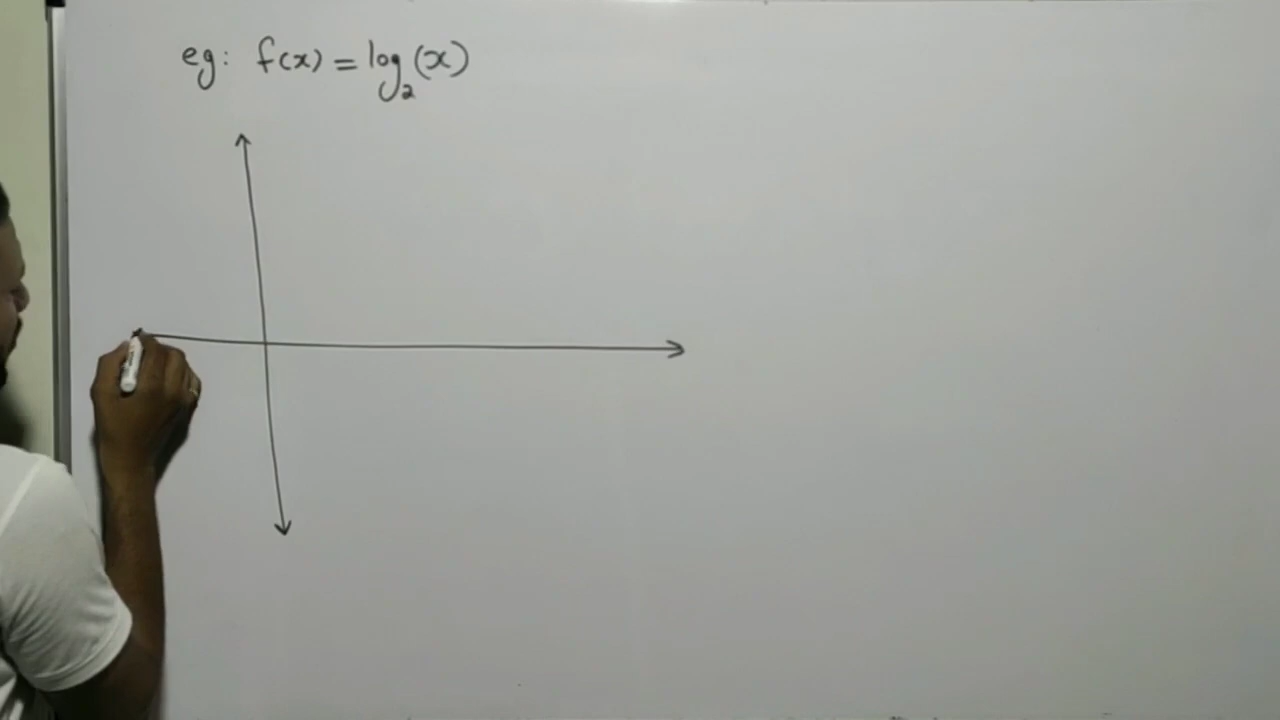 eg: f(x) = log₂(x)